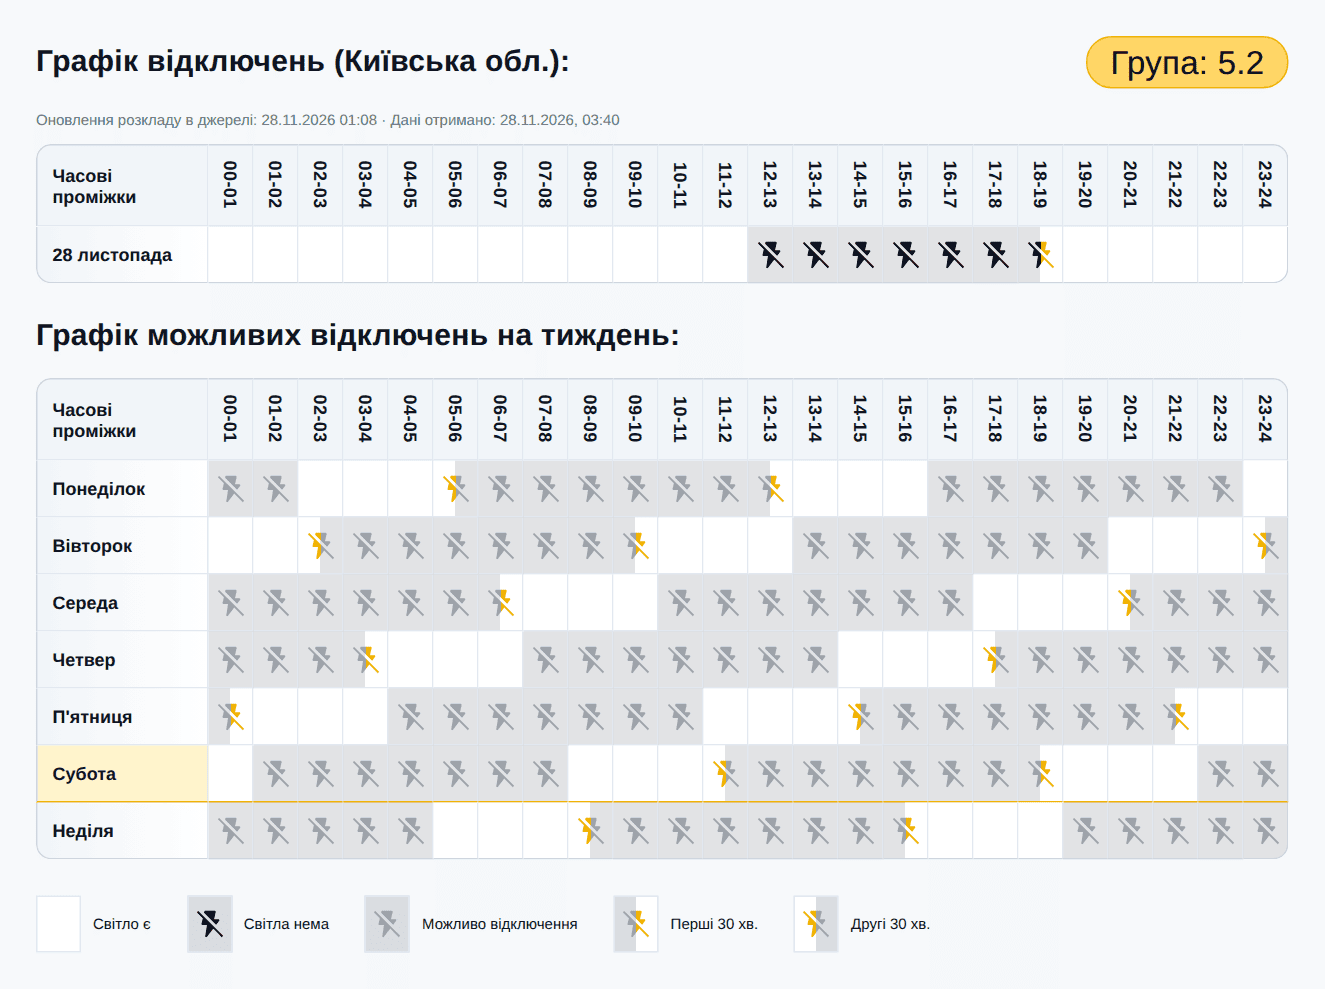 Графік відключень (Київська обл.):
Група: 5.2
Оновлення розкладу в джерелі: 28.11.2026 01:08 · Дані отримано: 28.11.2026, 03:40
Часові
проміжки
00-01 01-02 02-03 03-04 04-05 05-06 06-07 07-08 08-09 09-10 10-11 11-12 12-13 13-14 14-15 15-16 16-17 17-18 18-19 19-20 20-21 21-22 22-23 23-24
28 листопада
Графік можливих відключень на тиждень:
Часові
проміжки
00-01 01-02 02-03 03-04 04-05 05-06 06-07 07-08 08-09 09-10 10-11 11-12 12-13 13-14 14-15 15-16 16-17 17-18 18-19 19-20 20-21 21-22 22-23 23-24
Понеділок
Вівторок
Середа
Четвер
П'ятниця
Субота
Неділя
Світло є
Світла нема
Можливо відключення
Перші 30 хв.
Другі 30 хв.